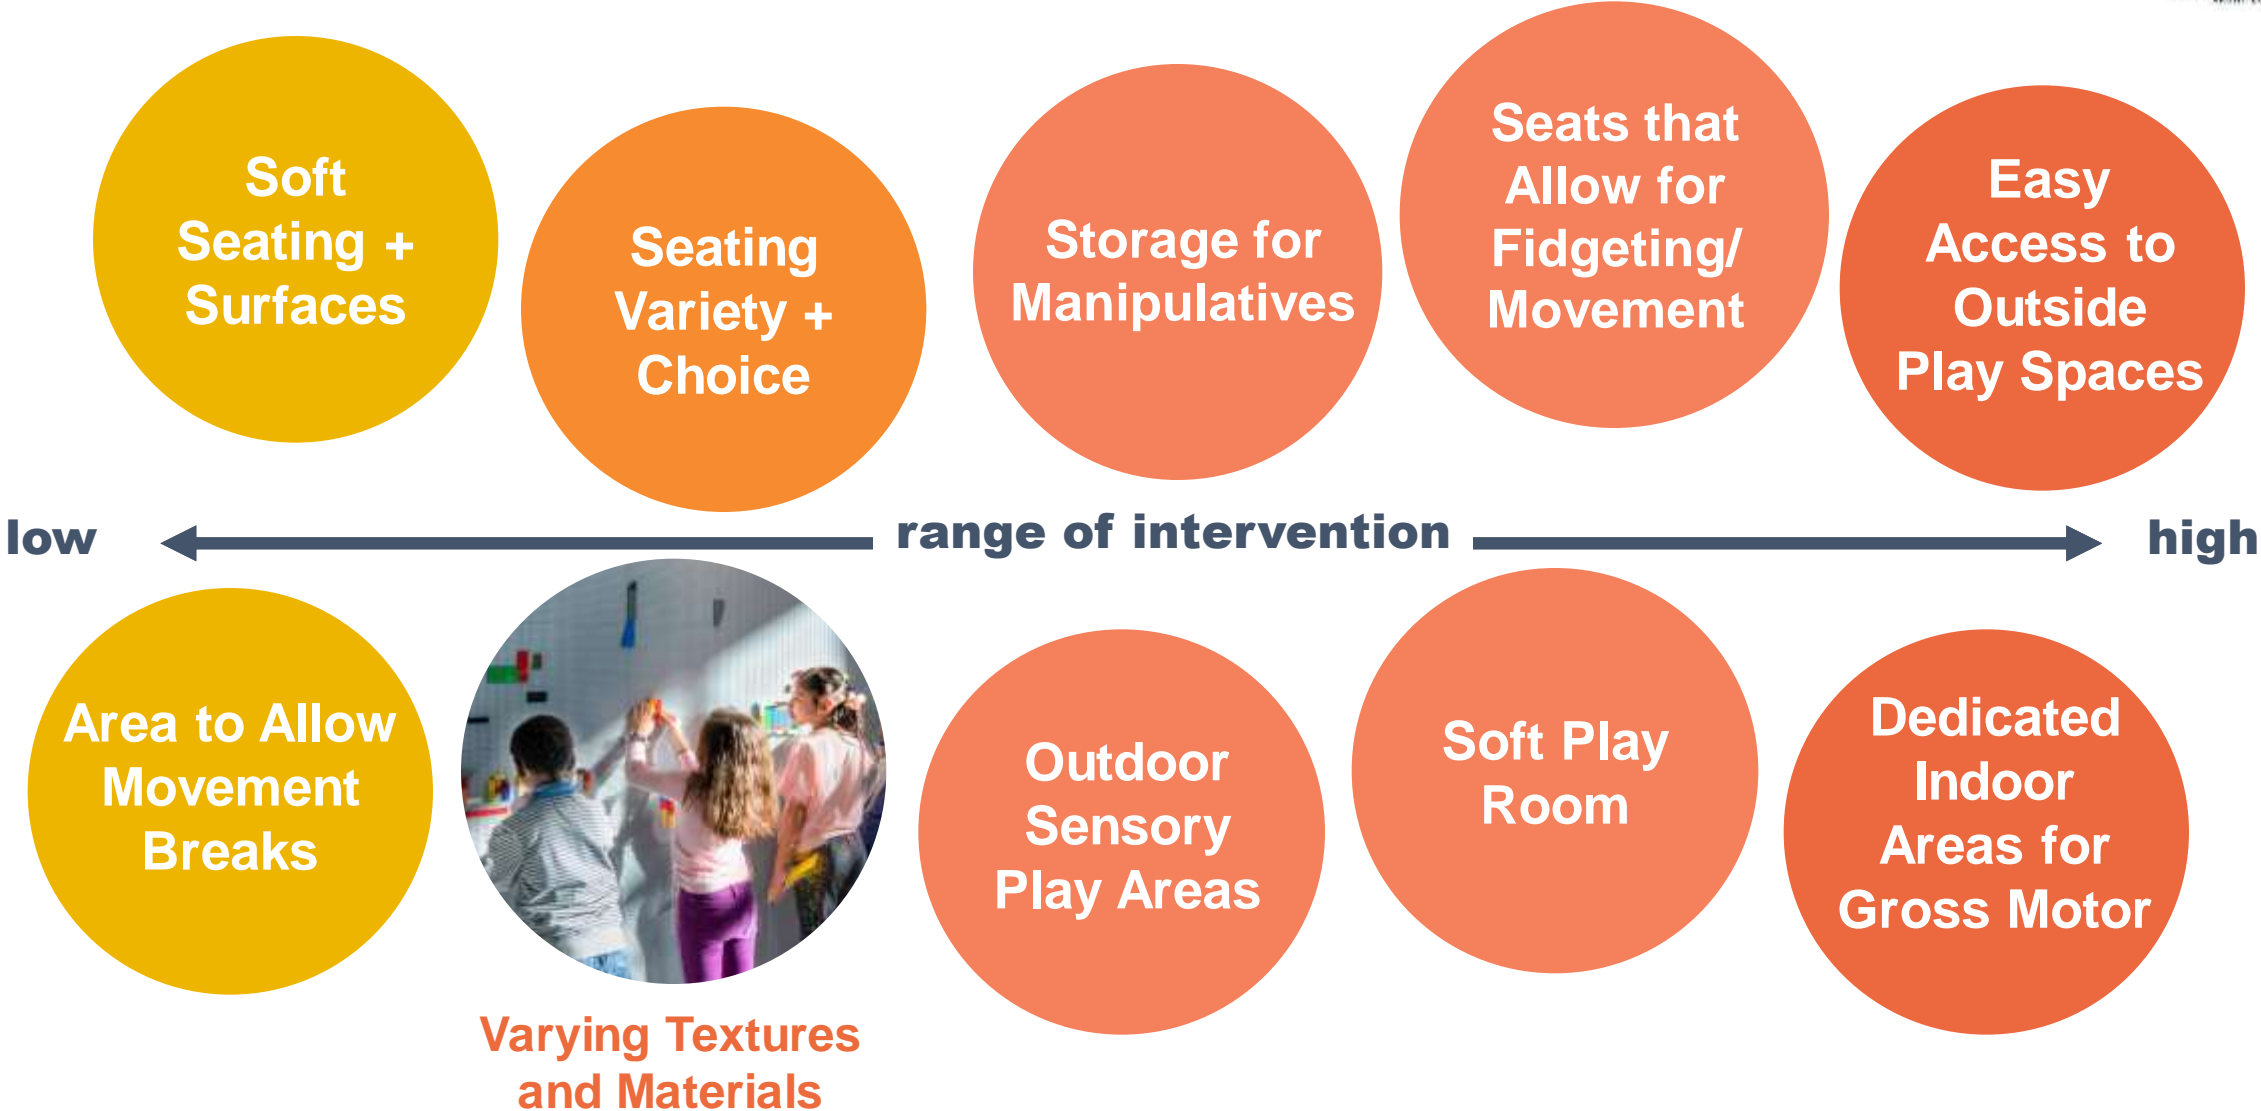 Soft
Seating +
Surfaces
Seating
Variety +
Choice
Storage for
Manipulatives
Seats that
Allow for
Fidgeting/
Movement
Easy
Access to
Outside
Play Spaces
low
range of intervention
high
Area to Allow
Movement
Breaks
Varying Textures
and Materials
Outdoor
Sensory
Play Areas
Soft Play
Room
Dedicated
Indoor
Areas for
Gross Motor